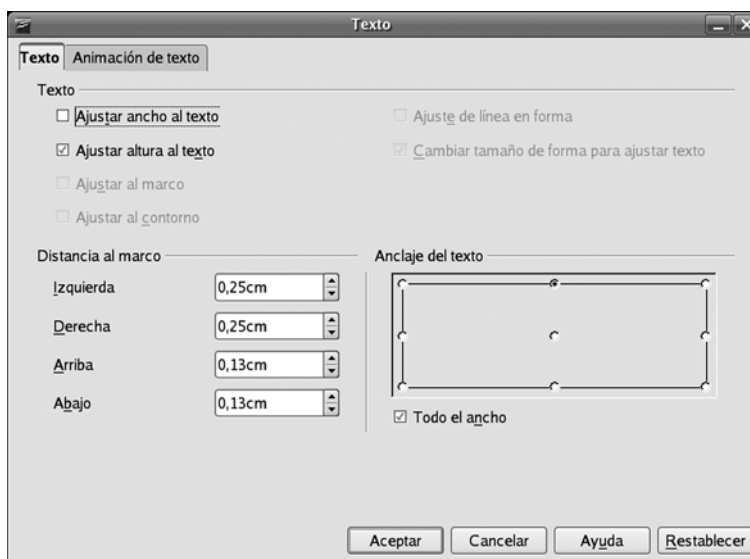 Texto
Texto Animación de texto
Texto
Ajustar ancho al texto
Ajuste de línea en forma
Ajustar altura al texto
Cambiar tamaño de forma para ajustar texto
Ajustar al marco
Ajustar al contorno
Distancia al marco
Anclaje del texto
Izquierda 0,25cm
Derecha 0,25cm
Arriba 0,13cm
Abajo 0,13cm
Todo el ancho
Aceptar Cancelar Ayuda Restablecer